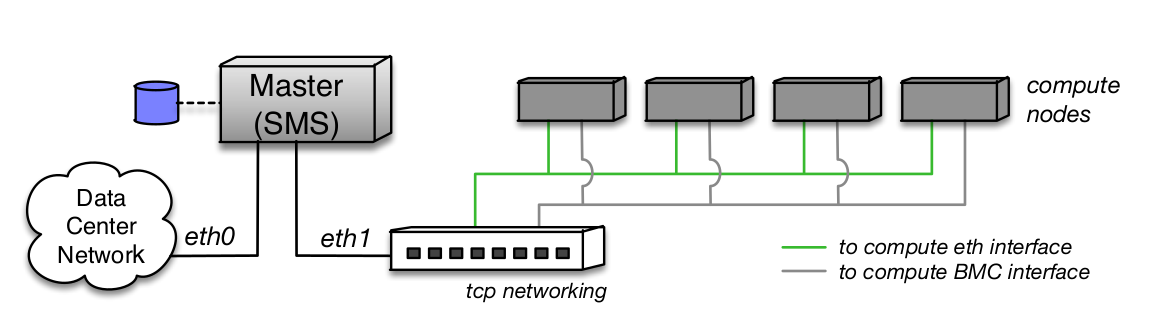 Master
(SMS)
compute
nodes
Data
Center
Network
eth0
eth1
tcp networking
to compute eth interface
to compute BMC interface